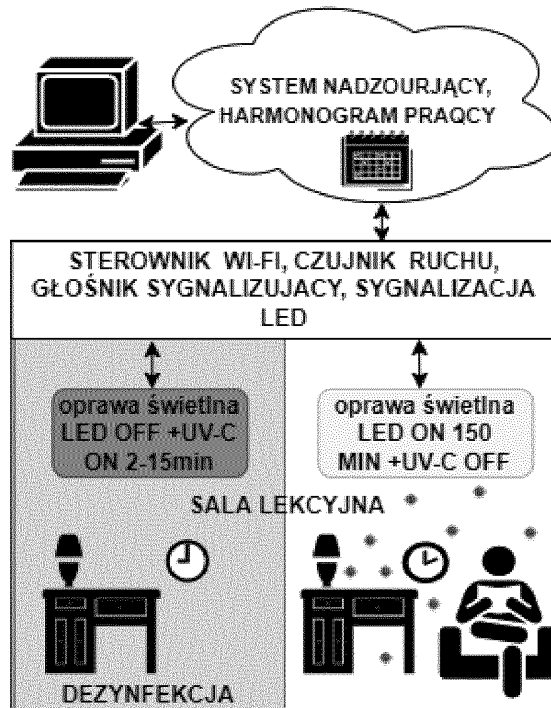 SYSTEM NADZOURJĄCY,
HARMONOGRAM PRAQCY
STEROWNIK WI-FI, CZUJNIK RUCHU,
GŁOŚNIK SYGNALIZUJACY, SYGNALIZACJA
LED
oprawa świetlna
LED OFF +UV-C
ON 2-15min
oprawa świetlna
LED ON 150
MIN +UV-C OFF
SALA LEKCYJNA
DEZYNFEKCJA